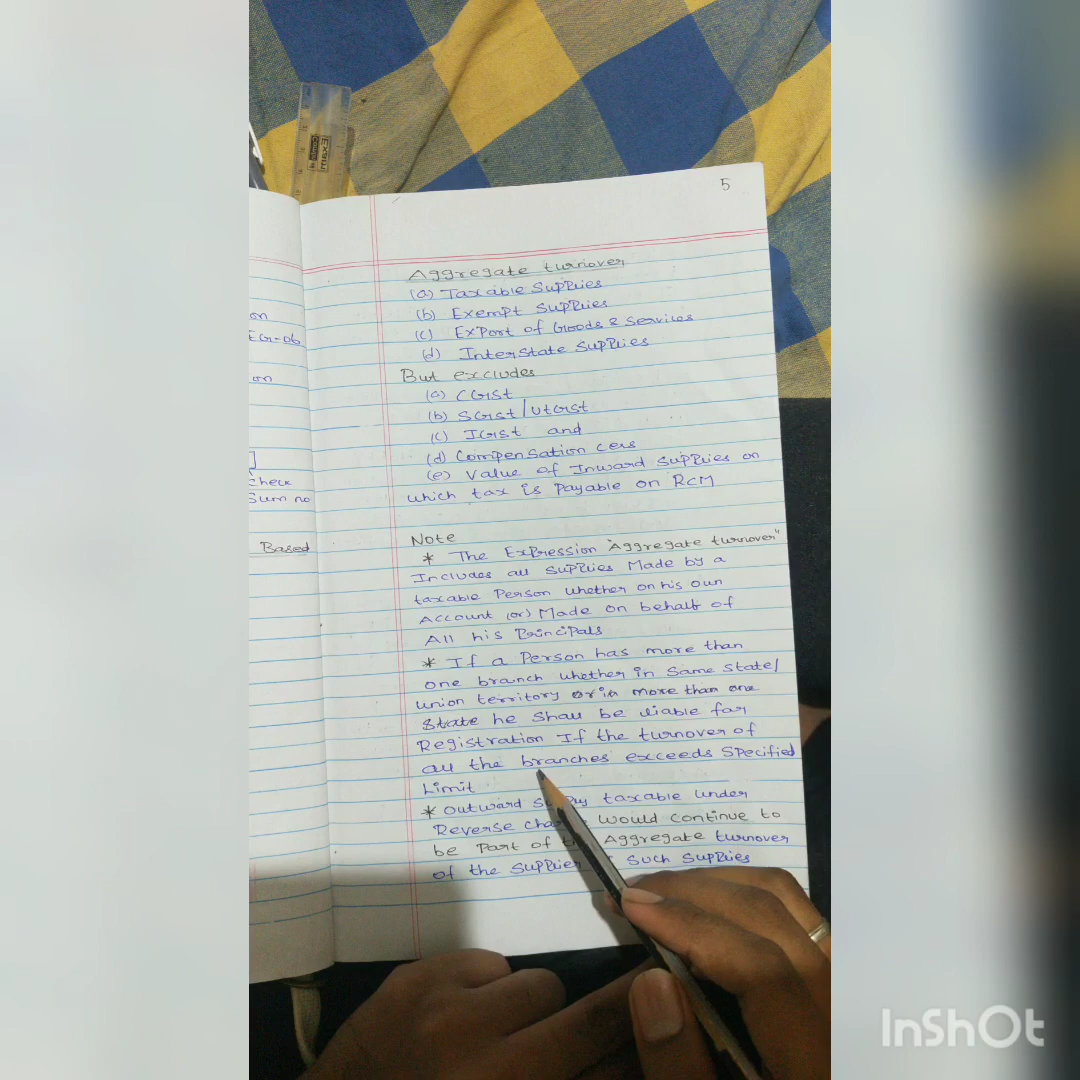 5
Aggregate turnover
(a) Taxable Supplies
(b) Exempt Supplies
(c) Export of Goods & Services
(d) Interstate Supplies
But excludes
(a) CGst
(b) SGst/UtGst
(c) IGst and
(d) Compensation Cess
(e) Value of Inward Supplies on
which tax is Payable on RCM
Note
* The Expression "Aggregate turnover"
Includes all Supplies Made by a
taxable Person whether on his own
Account (or) Made on behalf of
All his Principals
* If a Person has more than
one branch whether in Same State/
union territory or in more than one
State he Shall be liable for
Registration If the turnover of
all the branches exceeds Specified
Limit
* Outward taxable under
Reverse would continue to
be Part of Aggregate turnover
of the Supplier Such Supplies
on
on
]
check
Sum no
Based
Exam
InShOt